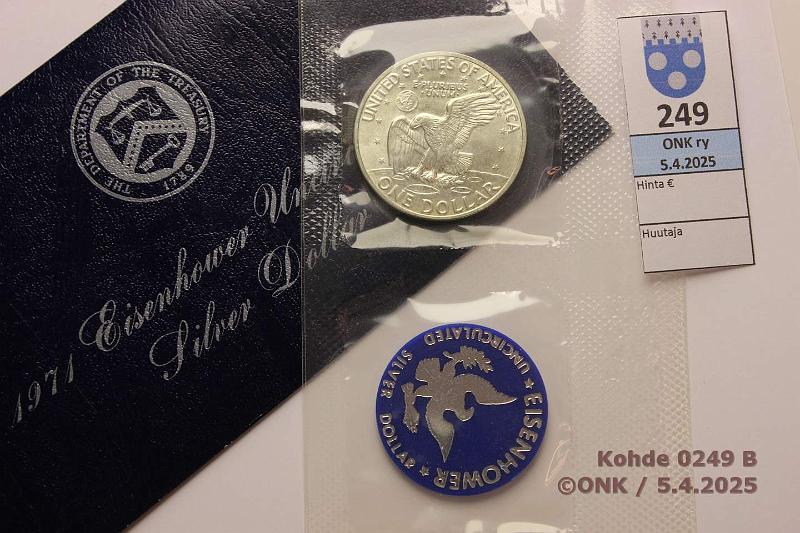 THE DEPARTMENT OF THE TREASURY
1789
1971 Eisenhower
Silver Dollar
UNITED STATES OF AMERICA
E PLURIBUS
UNUM
ONE DOLLAR
EISENHOWER
UNCIRCULATED SILVER DOLLAR
249
ONK ry
5.4.2025
Hinta €
Huutaja
Kohde 0249 B
©ONK / 5.4.2025